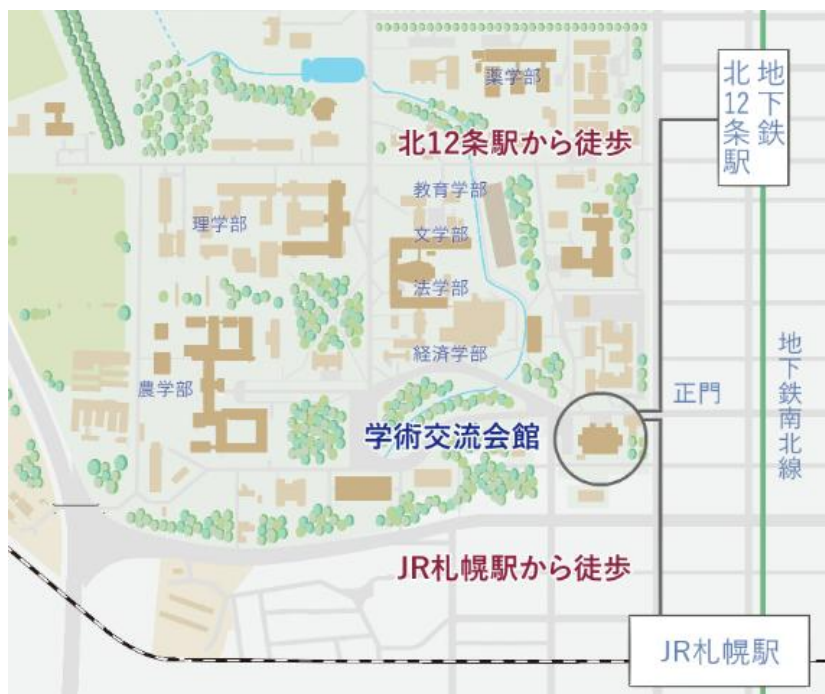 薬学部
地下鉄
北12条駅
北12条駅から徒歩
教育学部
理学部
文学部
法学部
経済学部
農学部
地下鉄南北線
正門
学術交流会館
JR札幌駅から徒歩
JR札幌駅